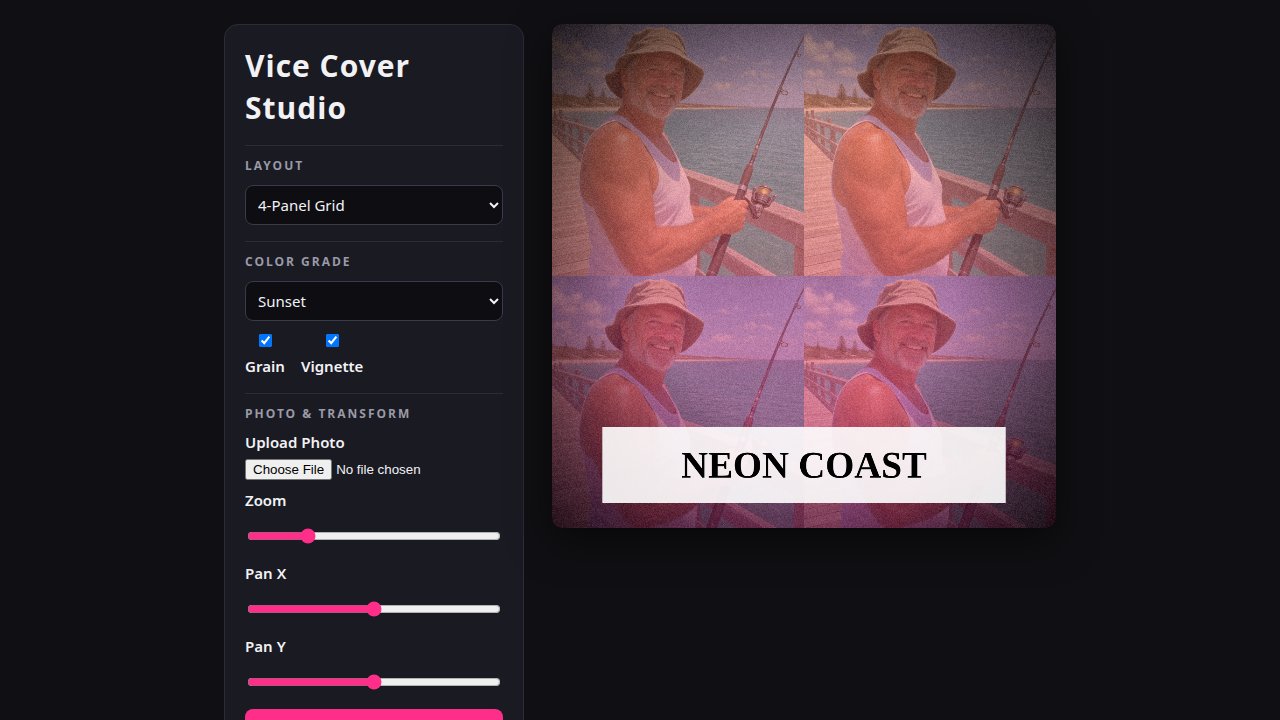 Vice Cover
Studio
LAYOUT
4-Panel Grid
COLOR GRADE
Sunset
Grain Vignette
PHOTO & TRANSFORM
Upload Photo
Choose File No file chosen
Zoom
Pan X
Pan Y
NEON COAST